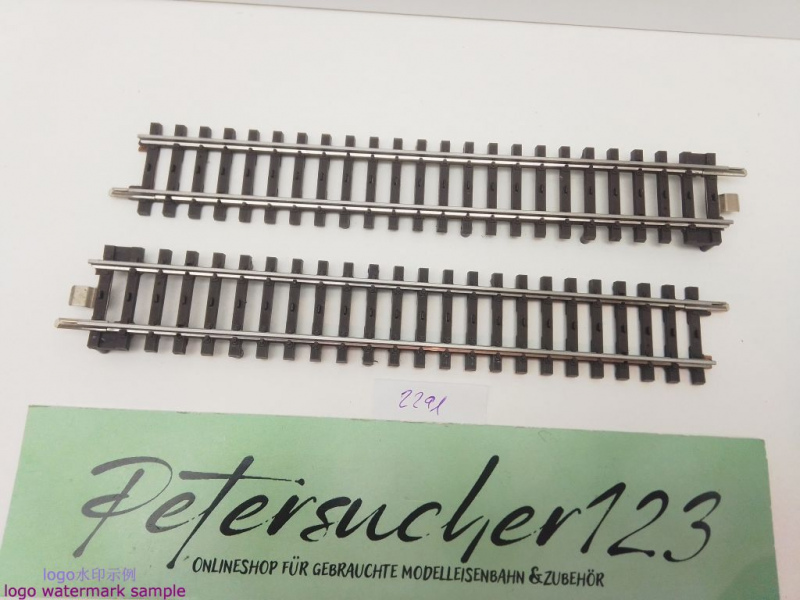 2291
Petersucher123
ONLINESHOP FÜR GEBRAUCHTE MODELLEISENBAHN & ZUBEHÖR
logo水印示例
logo watermark sample